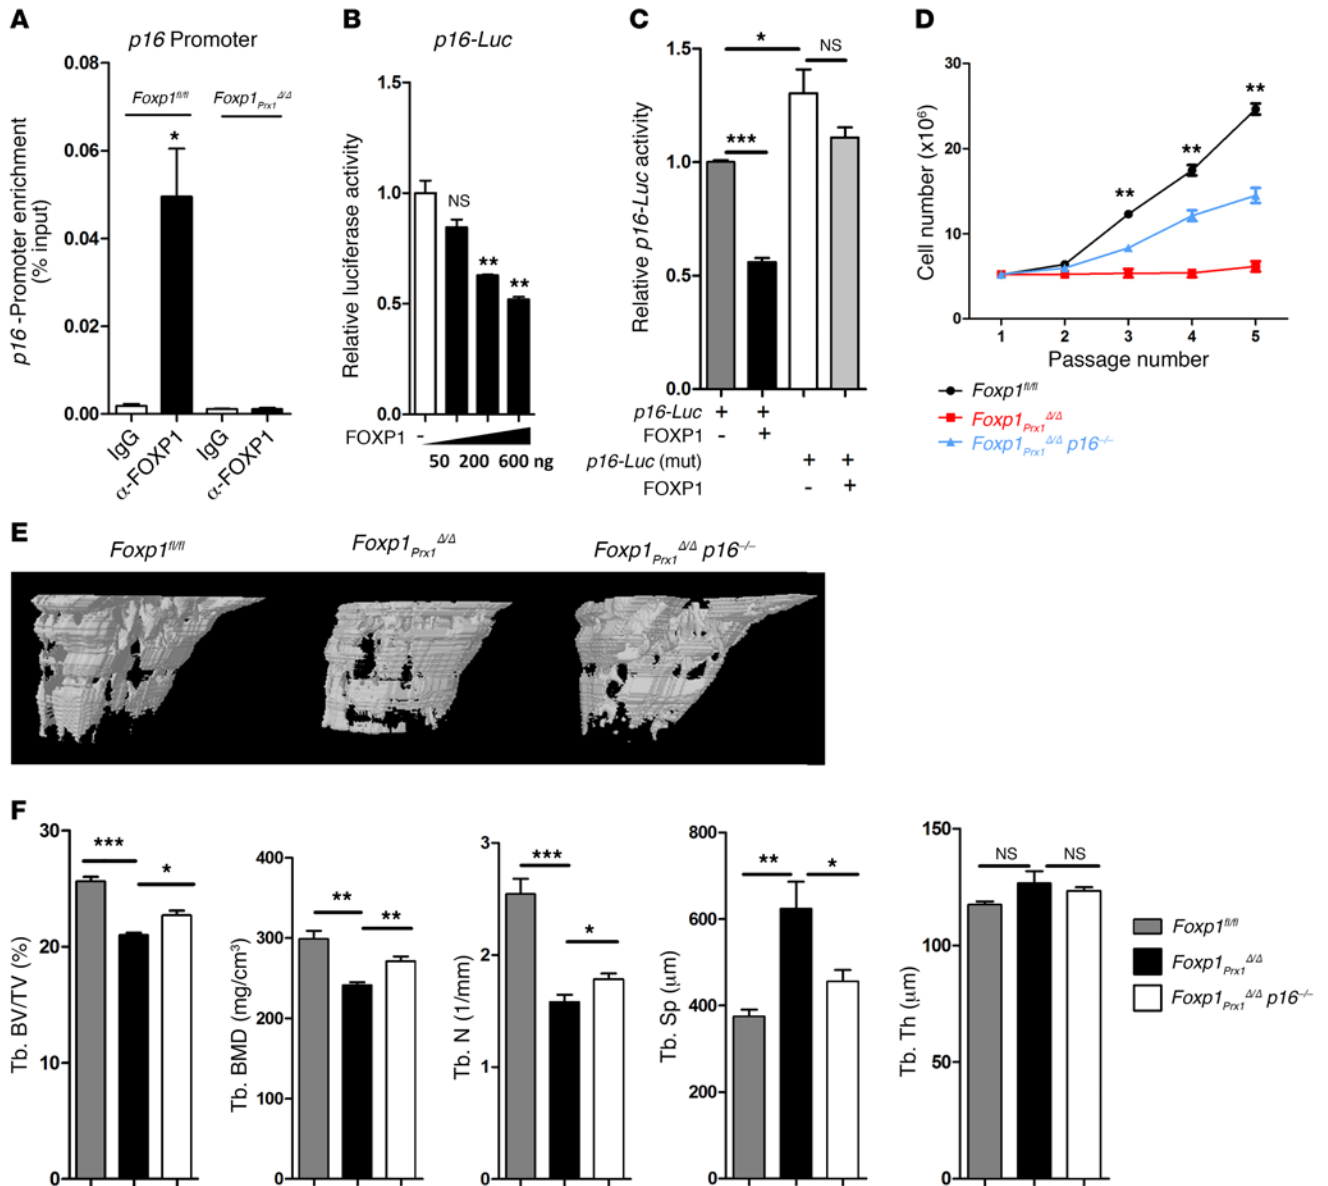 A
p16 Promoter
Foxp1fl/fl
Foxp1Prx1Δ/Δ
p16 -Promoter enrichment
(% input)
0.08
0.06
0.04
0.02
0.00
*
IgG
α-FOXP1
IgG
α-FOXP1
B
p16-Luc
Relative luciferase activity
1.5
1.0
0.5
0.0
NS
**
**
FOXP1 -
50 200 600 ng
C
Relative p16-Luc activity
1.5
1.0
0.5
0.0
*
NS
***
p16-Luc + +
FOXP1 - +
p16-Luc (mut) + +
FOXP1 - +
D
Cell number (x10⁶)
30
20
10
0
**
**
**
1 2 3 4 5
Passage number
Foxp1fl/fl
Foxp1Prx1Δ/Δ
Foxp1Prx1Δ/Δ p16–/–
E
Foxp1fl/fl
Foxp1Prx1Δ/Δ
Foxp1Prx1Δ/Δ p16–/–
F
Tb. BV/TV (%)
30
20
10
0
***
*
Tb. BMD (mg/cm³)
400
300
200
100
0
**
**
Tb. N (1/mm)
3
2
1
0
***
*
Tb. Sp (μm)
800
600
400
200
0
**
*
Tb. Th (μm)
150
100
50
0
NS
NS
Foxp1fl/fl
Foxp1Prx1Δ/Δ
Foxp1Prx1Δ/Δ p16–/–